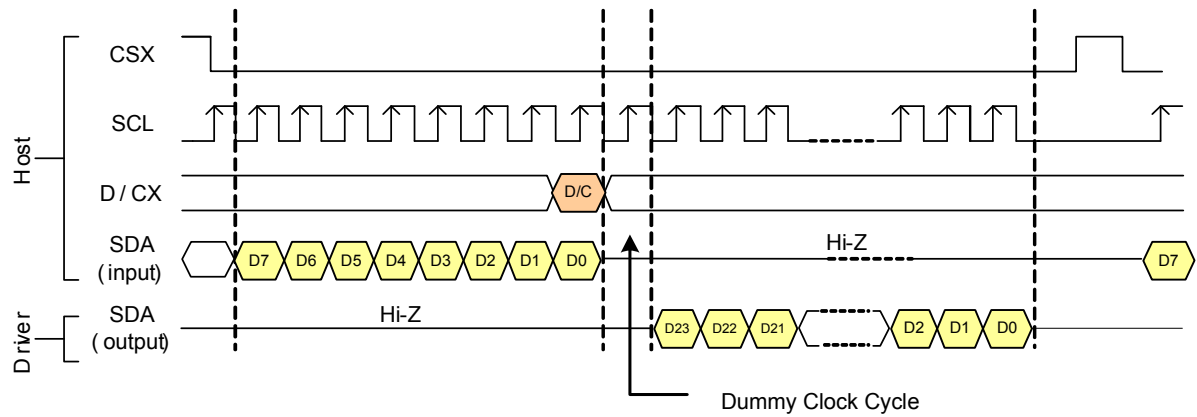 CSX
SCL
D / CX
D/C
SDA
( input)
D7 D6 D5 D4 D3 D2 D1 D0
Hi-Z
D7
SDA
( output)
Hi-Z
D23 D22 D21
D2 D1 D0
Host
Driver
Dummy Clock Cycle